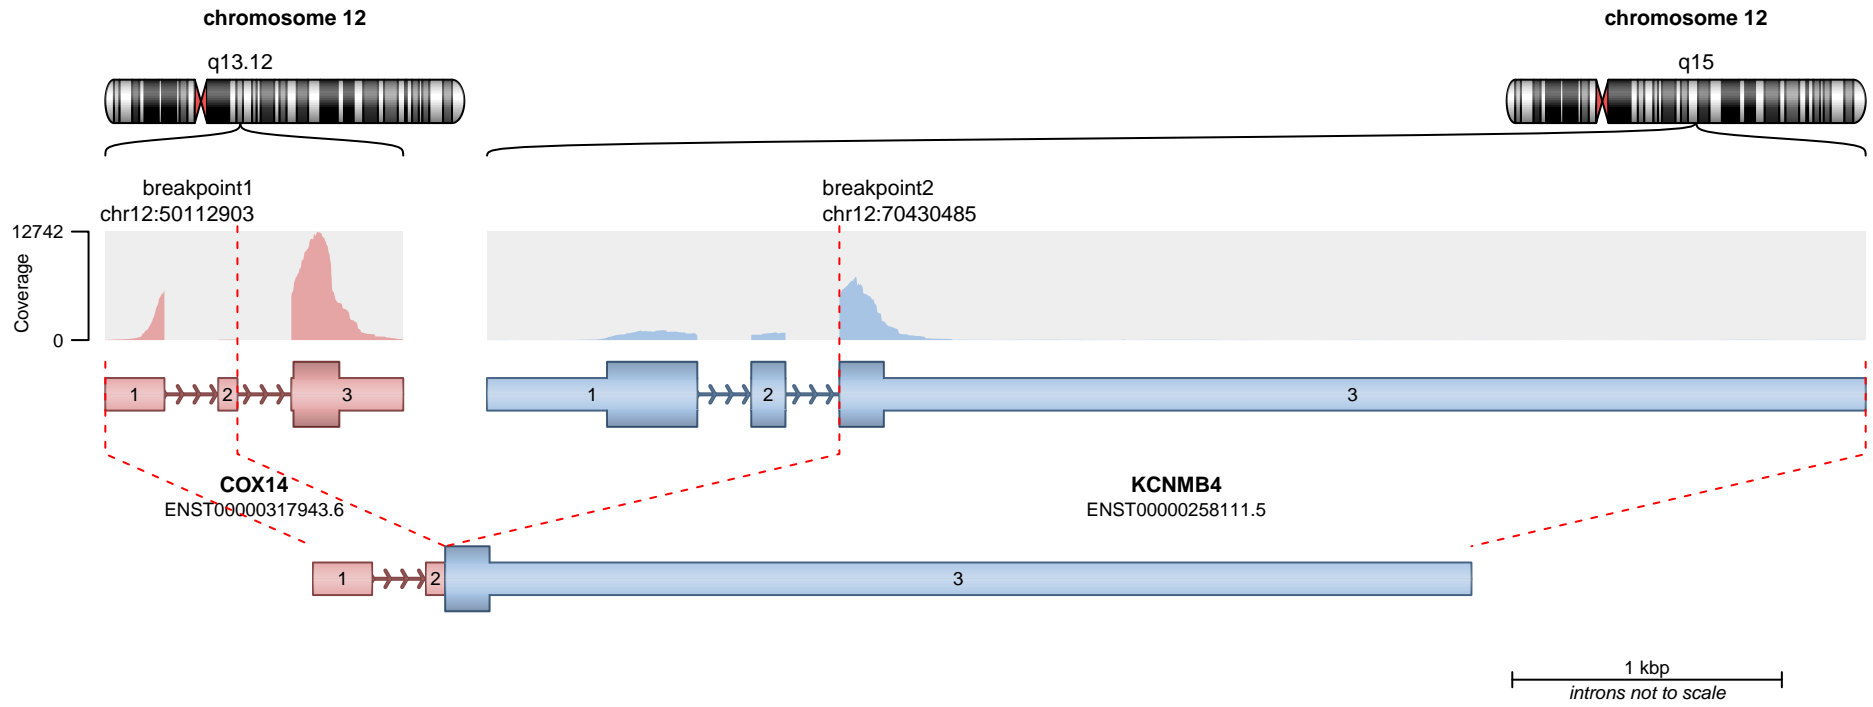 chromosome 12
chromosome 12
q13.12
q15
breakpoint1
chr12:50112903
breakpoint2
chr12:70430485
12742
Coverage
0
1
2
3
1
2
3
COX14
ENST00000317943.6
KCNMB4
ENST00000258111.5
1
2
3
1 kbp
introns not to scale